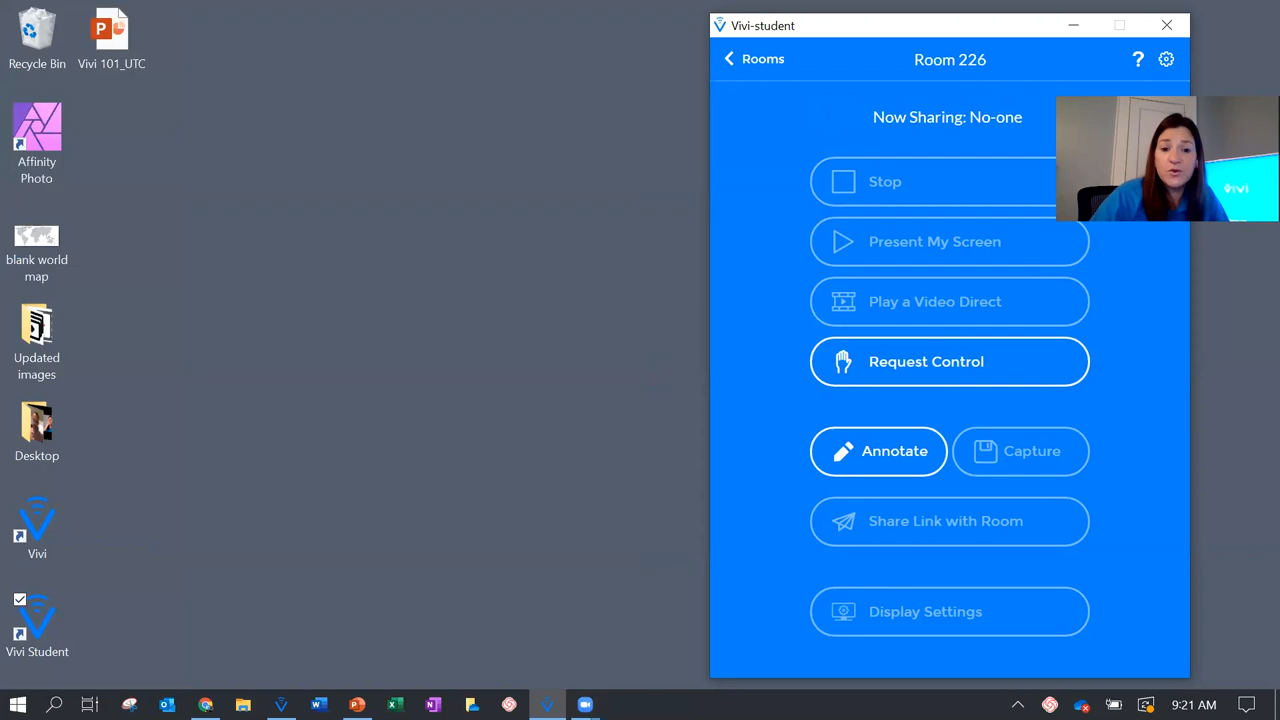 Recycle Bin
Vivi 101_UTC
Affinity
Photo
blank world
map
Updated
images
Desktop
Vivi
Vivi Student
Vivi-student
Rooms
Room 226
?
Now Sharing: No-one
Stop
Present My Screen
Play a Video Direct
Request Control
Annotate
Capture
Share Link with Room
Display Settings
vivi
9:21 AM